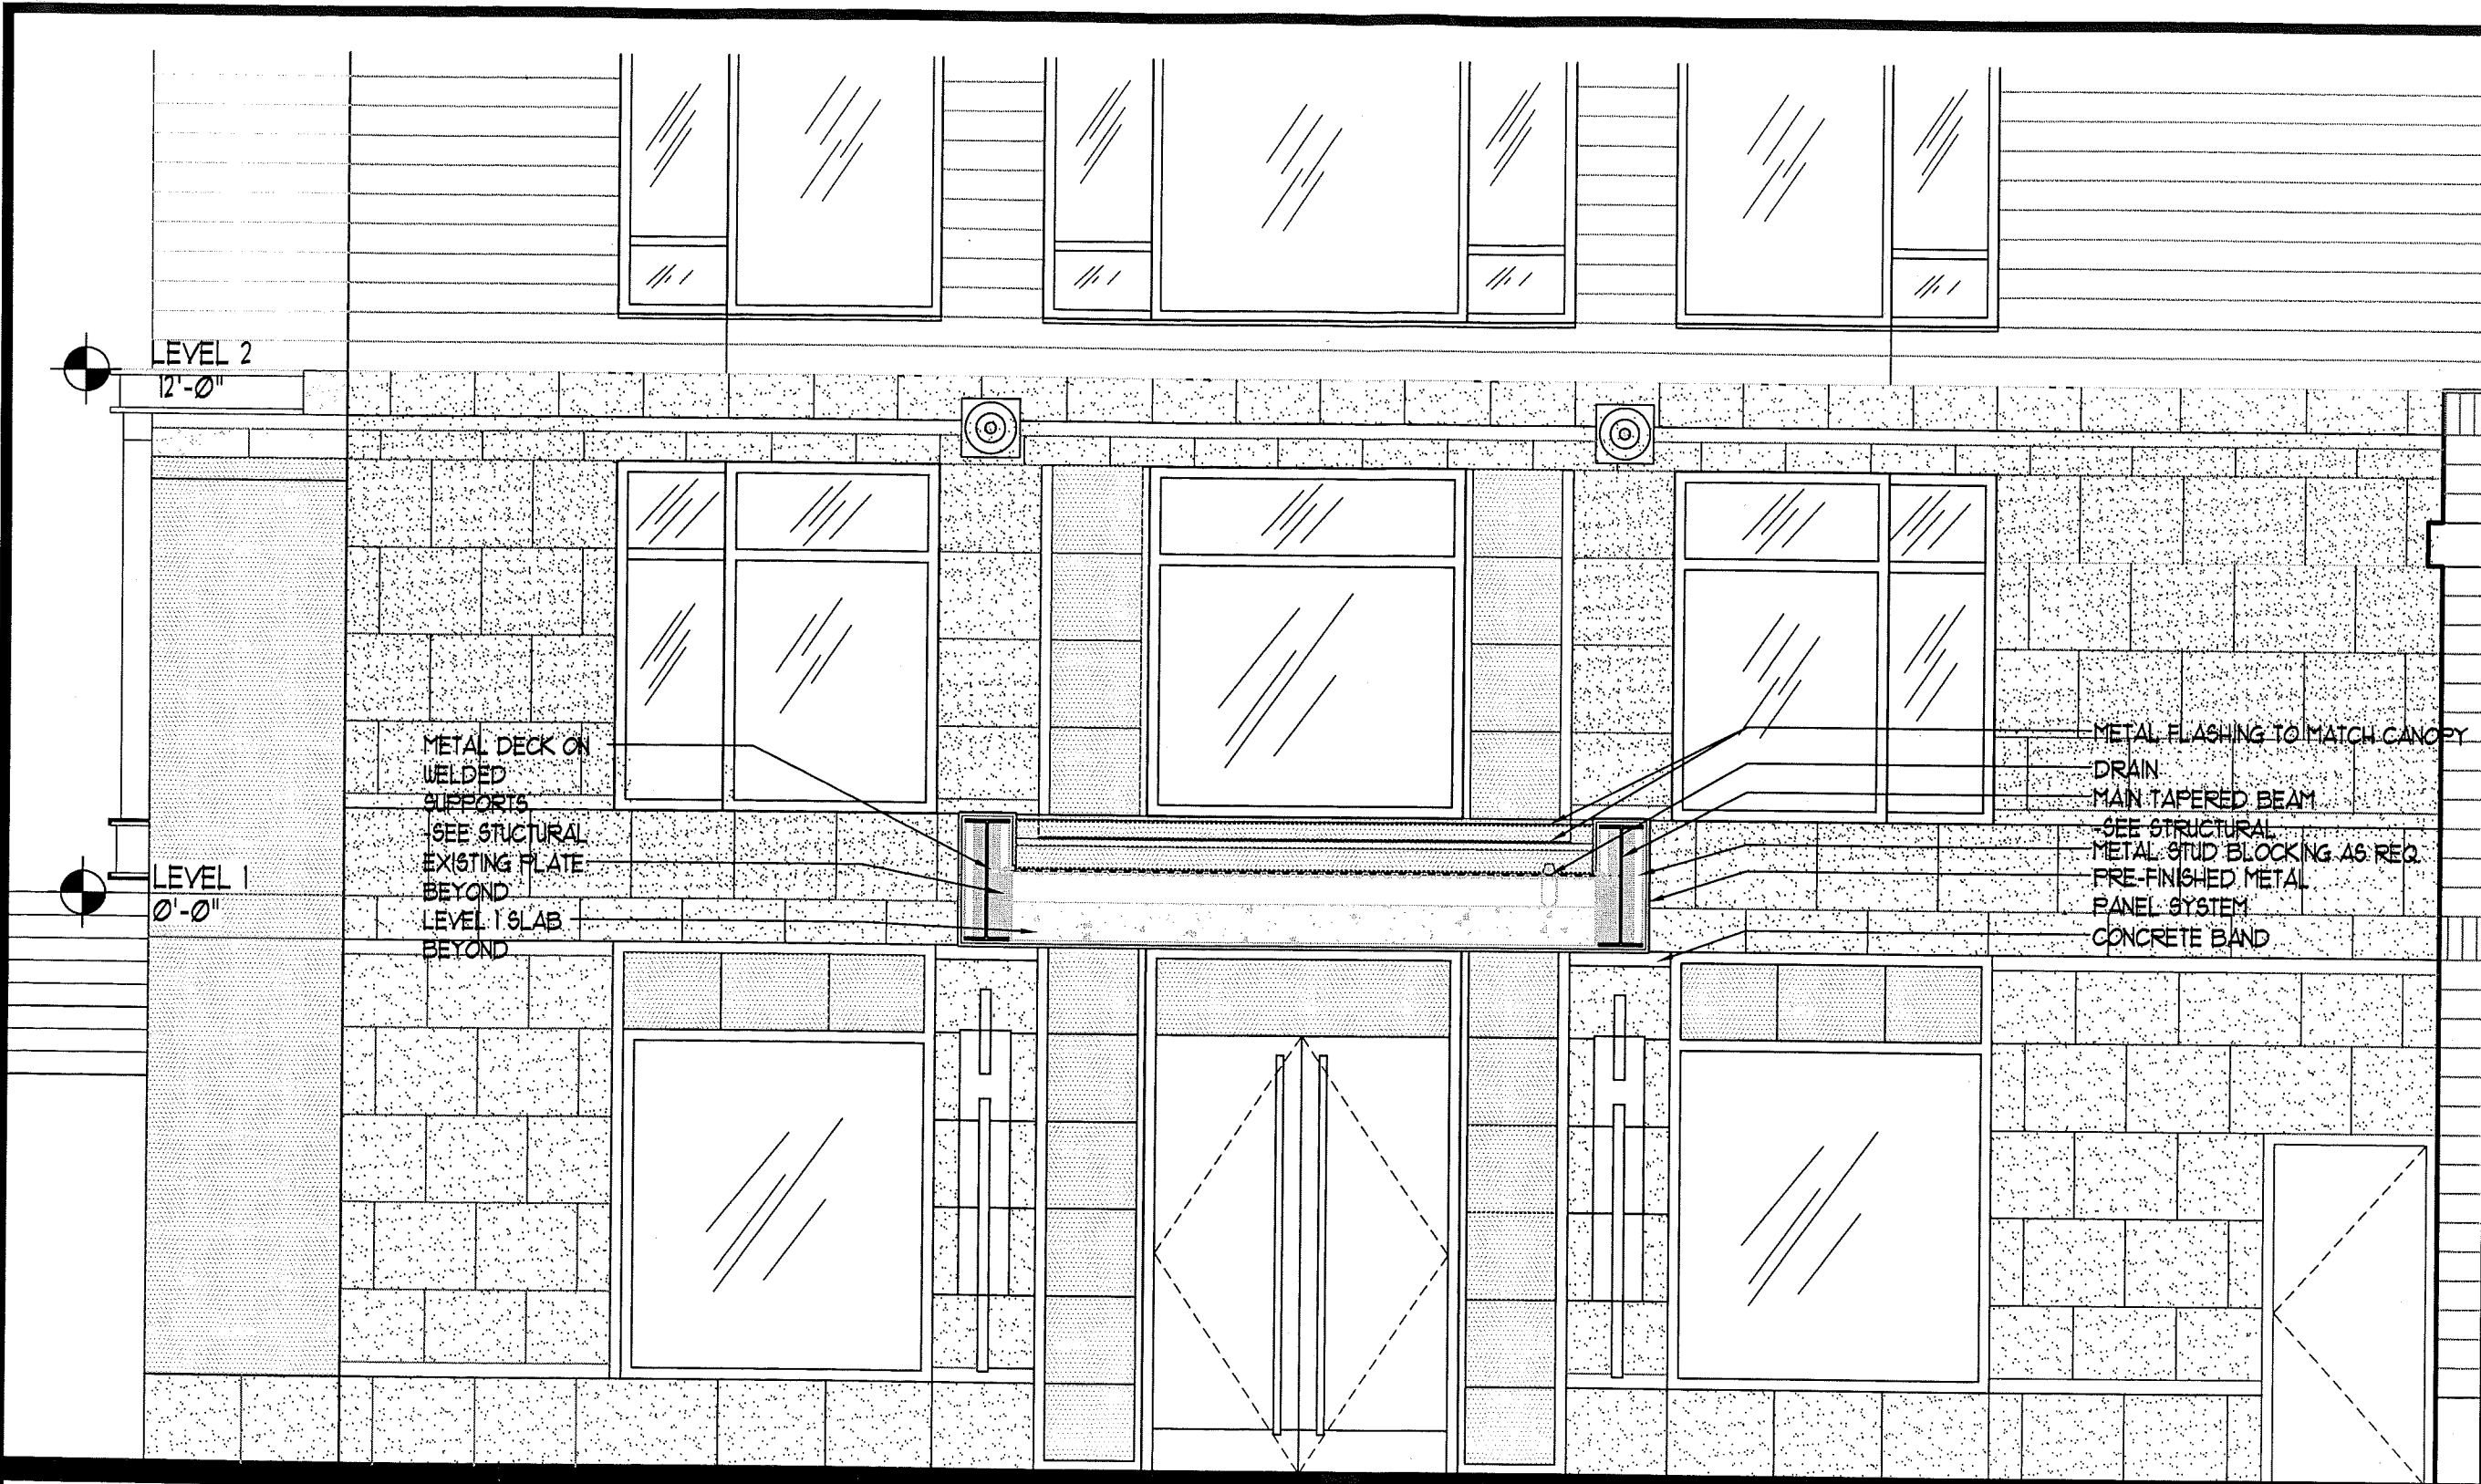 LEVEL 2
12'-0"
METAL DECK ON
WELDED
SUPPORTS
-SEE STUCTURAL
EXISTING PLATE
BEYOND
LEVEL 1 SLAB
BEYOND
LEVEL 1
0'-0"
METAL FLASHING TO MATCH CANOPY
DRAIN
MAIN TAPERED BEAM
-SEE STRUCTURAL
METAL STUD BLOCKING AS REQ.
PRE-FINISHED METAL
PANEL SYSTEM
CONCRETE BAND